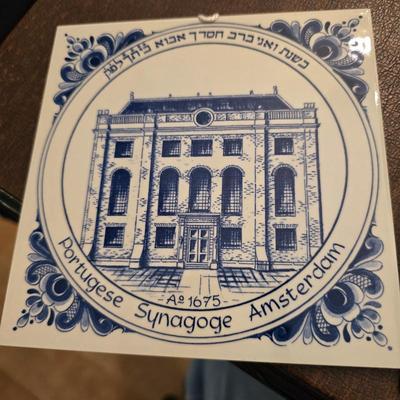 בשנת ואני ברב חסדך אבוא ביתך לפק
Aº 1675
Portugese Synagoge Amsterdam